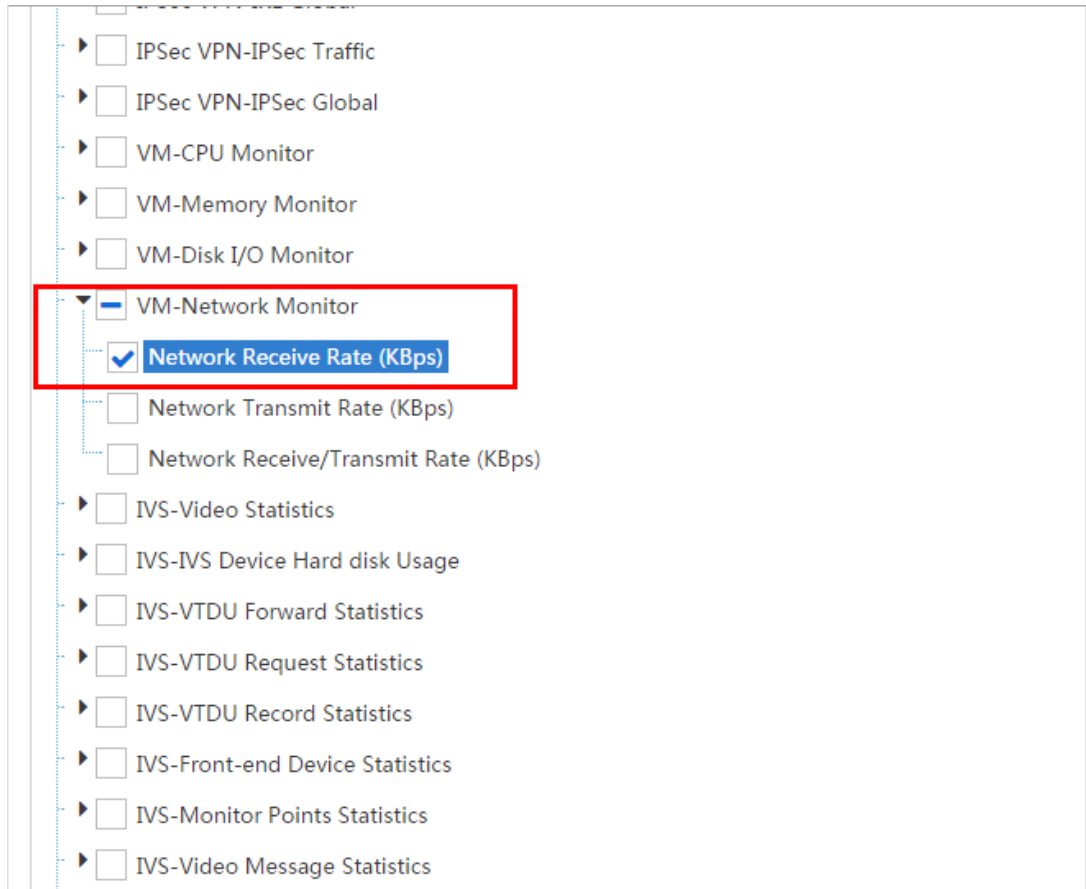 IPSec VPN-IPSec Traffic
IPSec VPN-IPSec Global
VM-CPU Monitor
VM-Memory Monitor
VM-Disk I/O Monitor
VM-Network Monitor
Network Receive Rate (KBps)
Network Transmit Rate (KBps)
Network Receive/Transmit Rate (KBps)
IVS-Video Statistics
IVS-IVS Device Hard disk Usage
IVS-VTDU Forward Statistics
IVS-VTDU Request Statistics
IVS-VTDU Record Statistics
IVS-Front-end Device Statistics
IVS-Monitor Points Statistics
IVS-Video Message Statistics